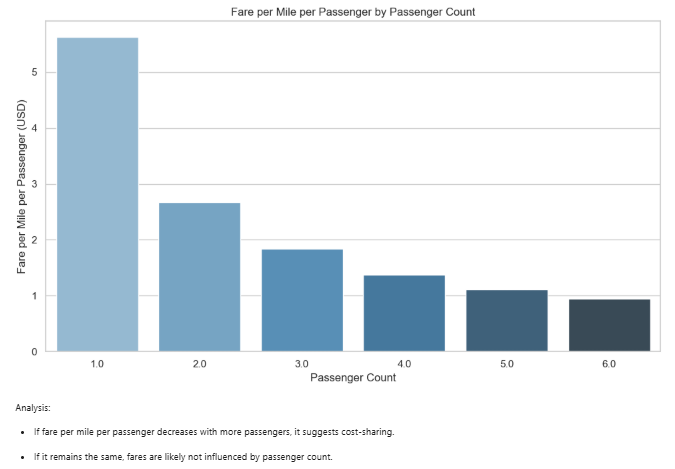 Fare per Mile per Passenger by Passenger Count
Fare per Mile per Passenger (USD)
5
4
3
2
1
0
1.0 2.0 3.0 4.0 5.0 6.0
Passenger Count
Analysis:
• If fare per mile per passenger decreases with more passengers, it suggests cost-sharing.
• If it remains the same, fares are likely not influenced by passenger count.